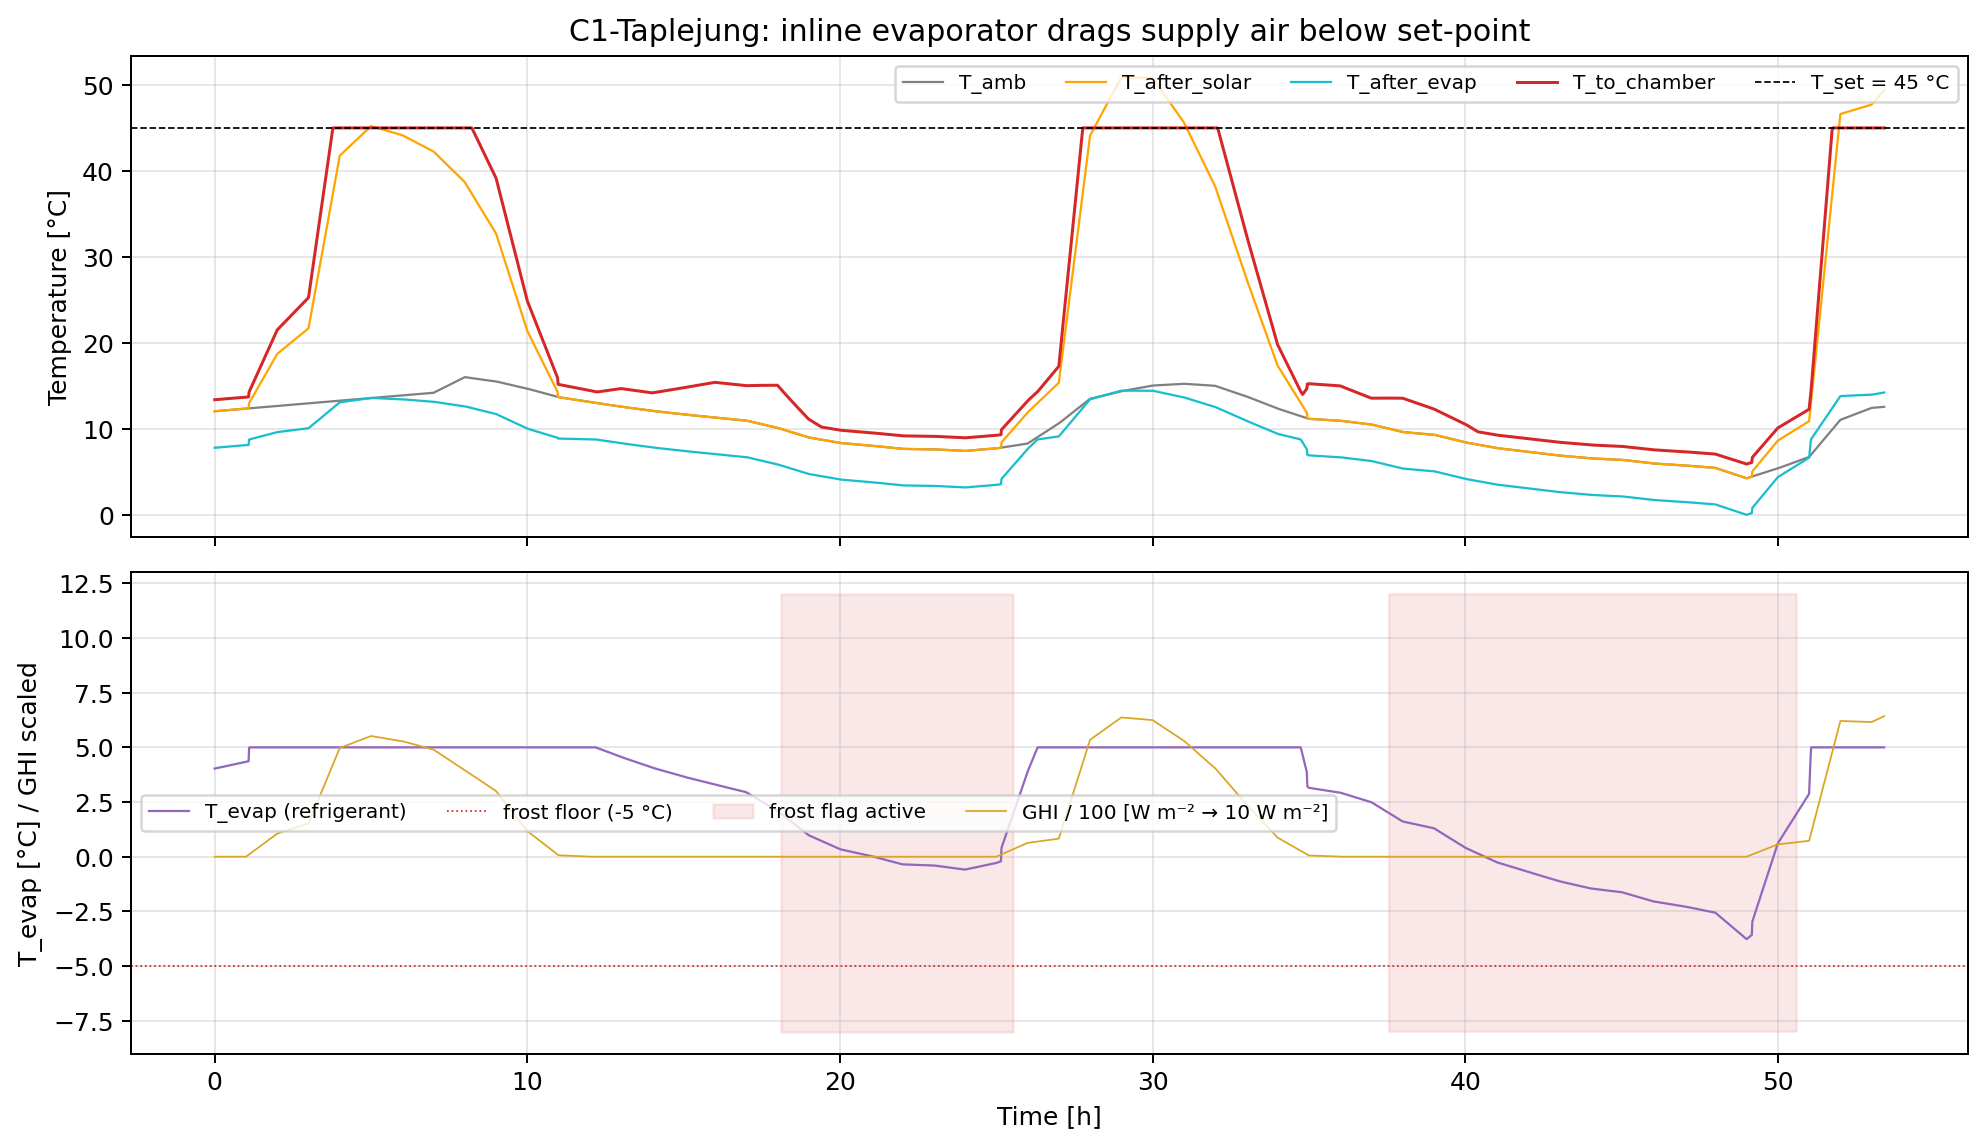 C1-Taplejung: inline evaporator drags supply air below set-point
T_amb T_after_solar T_after_evap T_to_chamber T_set = 45 °C
Temperature [°C]
50
40
30
20
10
0
T_evap [°C] / GHI scaled
12.5
10.0
7.5
5.0
2.5
0.0
−2.5
−5.0
−7.5
T_evap (refrigerant) frost floor (-5 °C) frost flag active GHI / 100 [W m⁻² → 10 W m⁻²]
0 10 20 30 40 50
Time [h]